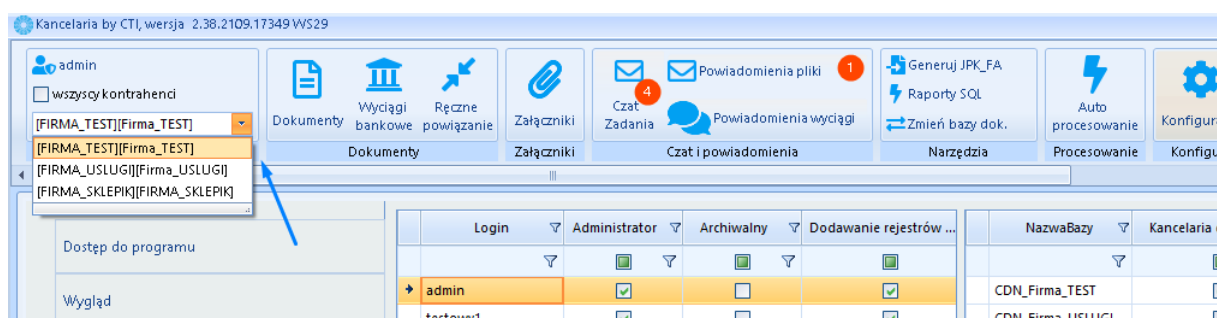 Kancelaria by CTI, wersja 2.38.2109.17349 WS29
admin
wszyscy kontrahenci
[FIRMA_TEST][Firma_TEST]
[FIRMA_TEST][Firma_TEST]
[FIRMA_USLUGI][Firma_USLUGI]
[FIRMA_SKLEPIK][FIRMA_SKLEPIK]
Dokumenty
Wyciągi
bankowe
Ręczne
powiązanie
Dokumenty
Załączniki
Załączniki
4
Czat
Zadania
Powiadomienia pliki
1
Powiadomienia wyciągi
Czat i powiadomienia
Generuj JPK_FA
Raporty SQL
Zmień bazy dok.
Narzędzia
Auto
procesowanie
Procesowanie
Konfigura
Konfigu
Dostęp do programu
Wygląd
Login Administrator Archiwalny Dodawanie rejestrów ... NazwaBazy Kancelaria
admin CDN_Firma_TEST
testowy1 CDN_Firma_USLUGI